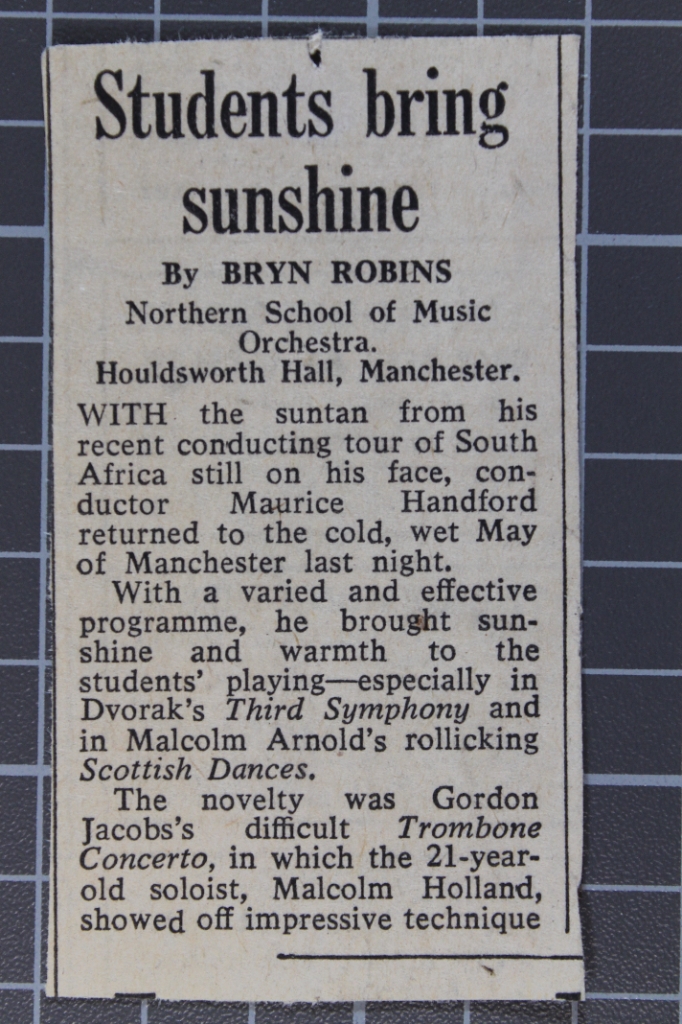 Students bring
sunshine
By BRYN ROBINS
Northern School of Music
Orchestra.
Houldsworth Hall, Manchester.
WITH the suntan from his
recent conducting tour of South
Africa still on his face, con-
ductor Maurice Handford
returned to the cold, wet May
of Manchester last night.
With a varied and effective
programme, he brought sun-
shine and warmth to the
students' playing—especially in
Dvorak's Third Symphony and
in Malcolm Arnold's rollicking
Scottish Dances.
The novelty was Gordon
Jacobs's difficult Trombone
Concerto, in which the 21-year-
old soloist, Malcolm Holland,
showed off impressive technique